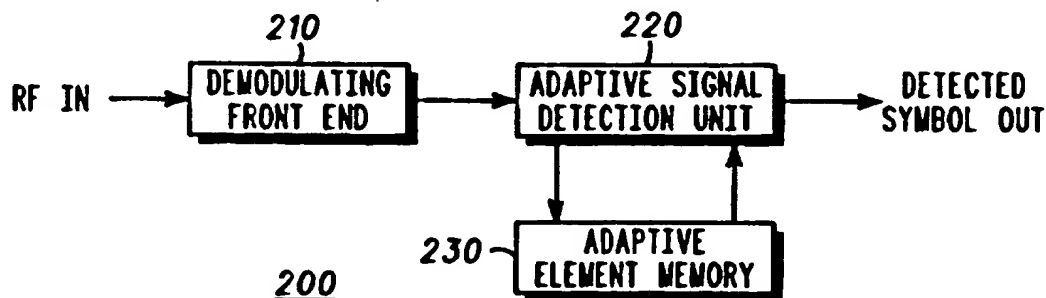 210
220
RF IN
DEMODULATING
FRONT END
ADAPTIVE SIGNAL
DETECTION UNIT
DETECTED
SYMBOL OUT
230
ADAPTIVE
ELEMENT MEMORY
200